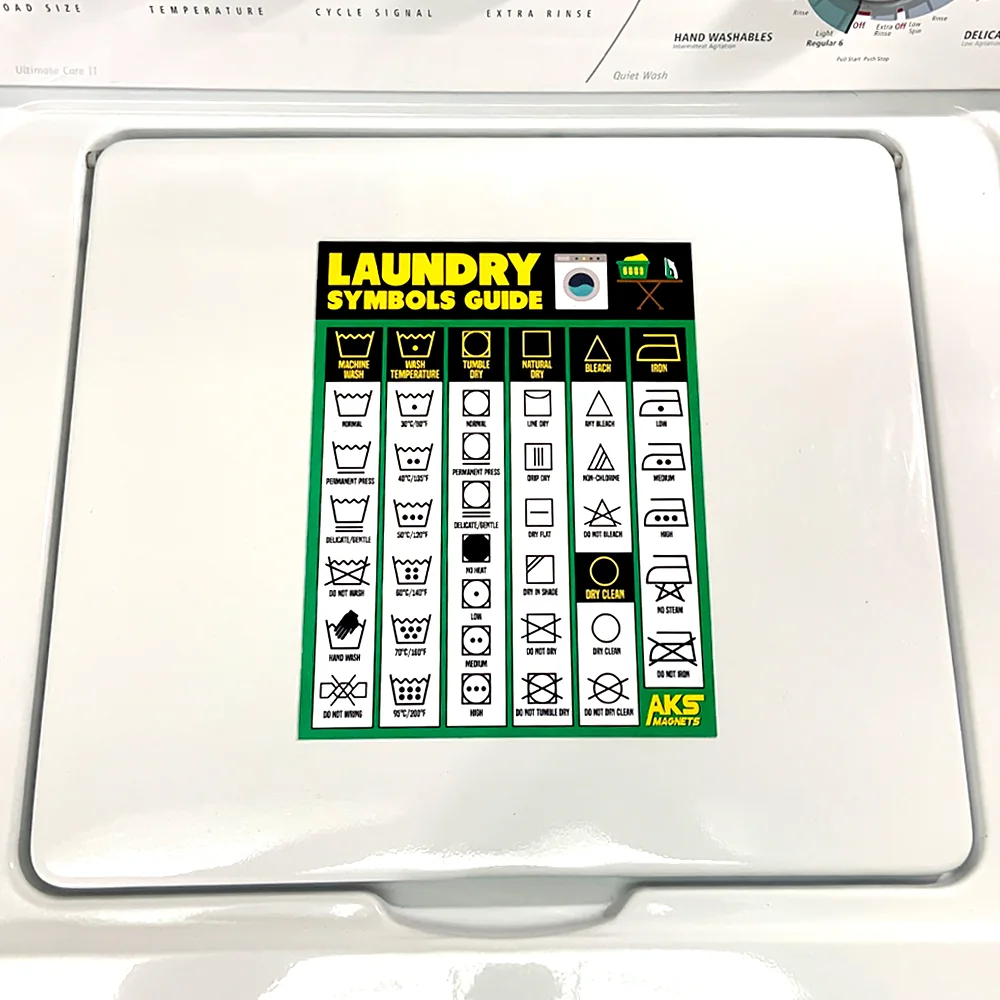 OAD SIZE TEMPERATURE CYCLE SIGNAL EXTRA RINSE
Ultimate Care II
Quiet Wash
HAND WASHABLES
Intermittent Agitation
Rinse
Light
Regular 6
Off
Extra Rinse
Off
Low Spin
Rinse
Pull Start Push Stop
DELICA
LAUNDRY
SYMBOLS GUIDE
MACHINE
WASH
NORMAL
PERMANENT PRESS
DELICATE/GENTLE
DO NOT WASH
HAND WASH
DO NOT WRING
WASH
TEMPERATURE
30°C/80°F
40°C/105°F
50°C/120°F
60°C/140°F
70°C/160°F
95°C/200°F
TUMBLE
DRY
NORMAL
PERMANENT PRESS
DELICATE/GENTLE
NO HEAT
LOW
MEDIUM
HIGH
NATURAL
DRY
LINE DRY
DRIP DRY
DRY FLAT
DRY IN SHADE
DO NOT DRY
DO NOT TUMBLE DRY
BLEACH
ANY BLEACH
NON-CHLORINE
DO NOT BLEACH
DRY CLEAN
DRY CLEAN
DO NOT DRY CLEAN
IRON
LOW
MEDIUM
HIGH
NO STEAM
DO NOT IRON
AKS
MAGNETS